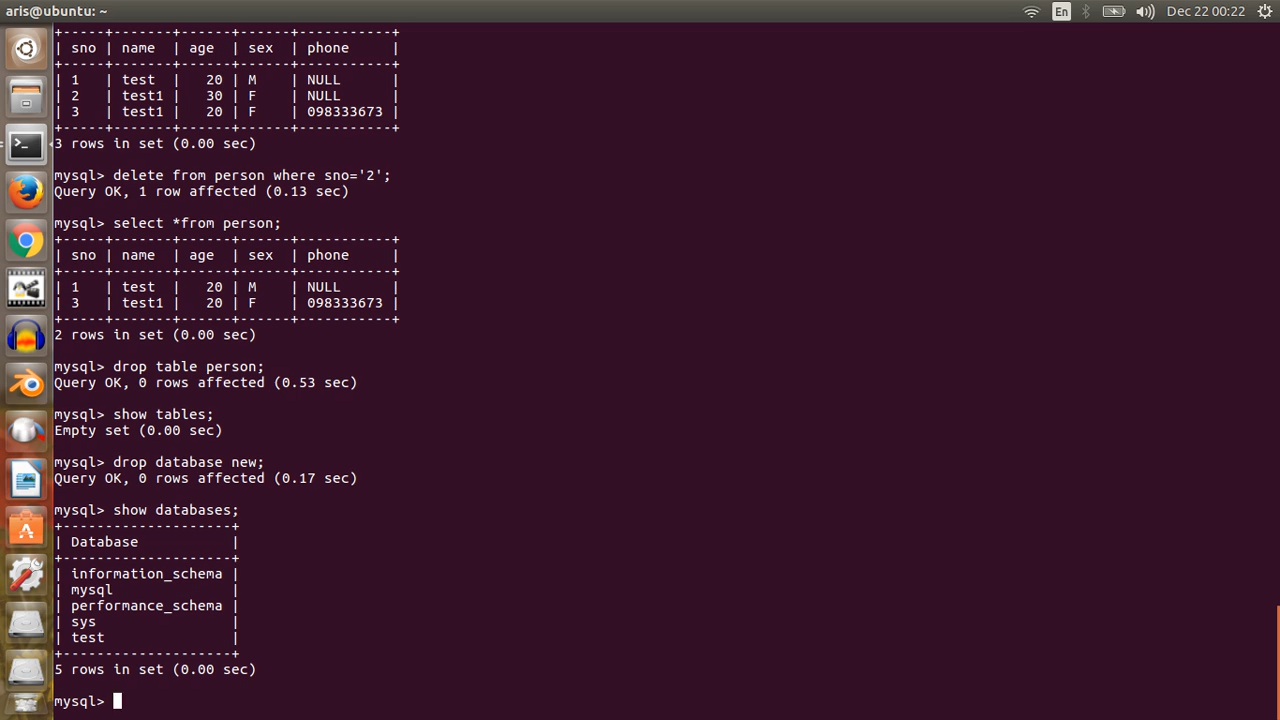 aris@ubuntu: ~ En Dec 22 00:22
+-----+-------+------+------+-----------+
| sno | name  | age  | sex  | phone     |
+-----+-------+------+------+-----------+
| 1   | test  |   20 | M    | NULL      |
| 2   | test1 |   30 | F    | NULL      |
| 3   | test1 |   20 | F    | 098333673 |
+-----+-------+------+------+-----------+
3 rows in set (0.00 sec)
mysql> delete from person where sno='2';
Query OK, 1 row affected (0.13 sec)
mysql> select *from person;
+-----+-------+------+------+-----------+
| sno | name  | age  | sex  | phone     |
+-----+-------+------+------+-----------+
| 1   | test  |   20 | M    | NULL      |
| 3   | test1 |   20 | F    | 098333673 |
+-----+-------+------+------+-----------+
2 rows in set (0.00 sec)
mysql> drop table person;
Query OK, 0 rows affected (0.53 sec)
mysql> show tables;
Empty set (0.00 sec)
mysql> drop database new;
Query OK, 0 rows affected (0.17 sec)
mysql> show databases;
+--------------------+
| Database           |
+--------------------+
| information_schema |
| mysql              |
| performance_schema |
| sys                |
| test               |
+--------------------+
5 rows in set (0.00 sec)
mysql>